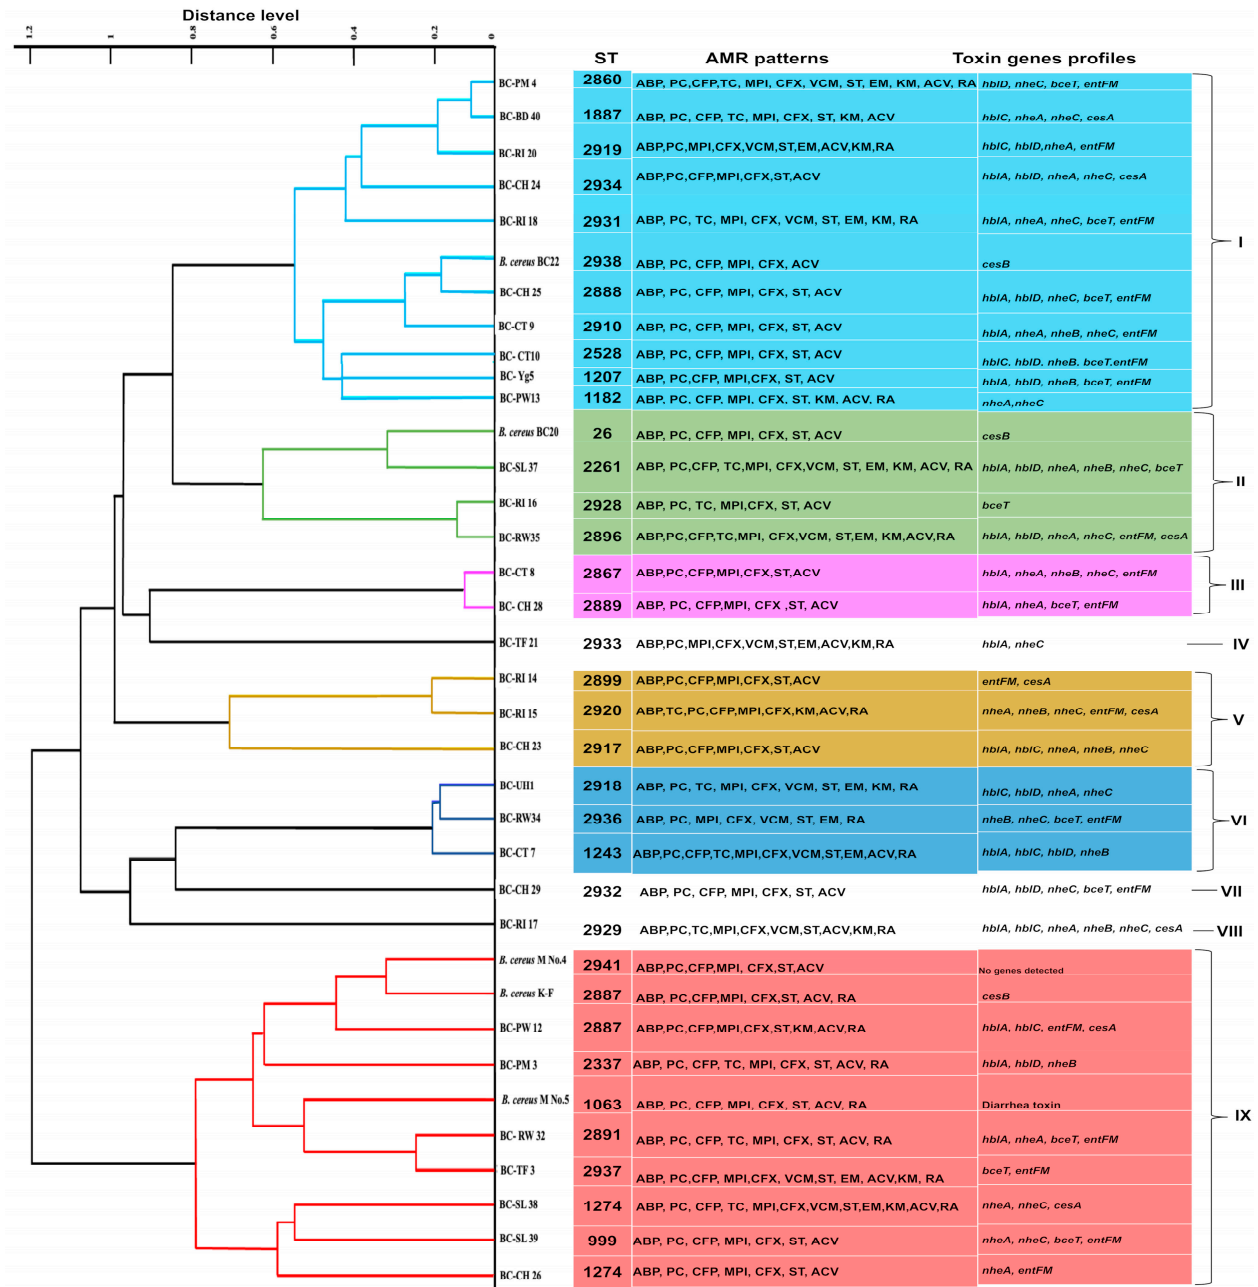 Distance level
1.2 1 0.8 0.6 0.4 0.2 0
ST AMR patterns Toxin genes profiles
BC-PM 4 2860 ABP, PC,CFP,TC, MPI, CFX, VCM, ST, EM, KM, ACV, RA hblD, nheC, bceT, entFM
BC-BD 40 1887 ABP, PC, CFP, TC, MPI, CFX, ST, KM, ACV hblC, nheA, nheC, cesA
BC-RI 20 2919 ABP,PC,MPI,CFX,VCM,ST,EM,ACV,KM,RA hblC, hblD,nheA, entFM
BC-CH 24 2934 ABP,PC,CFP,MPI,CFX,ST,ACV hblA, hblD, nheA, nheC, cesA
BC-RI 18 2931 ABP, PC, TC, MPI, CFX, VCM, ST, EM, KM, RA hblA, nheA, nheC, bceT, entFM
I
B. cereus BC22 2938 ABP, PC, CFP, MPI, CFX, ACV cesB
BC-CH 25 2888 ABP, PC, CFP, MPI, CFX, ST, ACV hblA, hblD, nheC, bceT, entFM
BC-CT 9 2910 ABP, PC, CFP, MPI, CFX, ST, ACV hblA, nheA, nheB, nheC, entFM
BC- CT10 2528 ABP, PC, CFP, MPI, CFX, ST, ACV hblC, hblD, nheB, bceT,entFM
BC- Yg5 1207 ABP, PC,CFP, MPI,CFX, ST, ACV hblA, hblD, nheB, bceT, entFM
BC-PW13 1182 ABP, PC, CFP, MPI, CFX, ST, KM, ACV, RA nheA,nheC
B. cereus BC20 26 ABP, PC, CFP, MPI, CFX, ST, ACV cesB
BC-SL 37 2261 ABP, PC,CFP, TC,MPI, CFX,VCM, ST, EM, KM, ACV, RA hblA, hblD, nheA, nheB, nheC, bceT
II
BC-RI 16 2928 ABP, PC, TC, MPI,CFX, ST, ACV bceT
BC-RW35 2896 ABP,PC,CFP,TC,MPI, CFX,VCM, ST,EM, KM,ACV,RA hblA, hblD, nheA, nheC, entFM, cesA
BC-CT 8 2867 ABP,PC,CFP,MPI,CFX,ST,ACV hblA, nheA, nheB, nheC, entFM
III
BC- CH 28 2889 ABP, PC, CFP,MPI, CFX ,ST, ACV hblA, nheA, bceT, entFM
BC-TF 21 2933 ABP,PC,MPI,CFX,VCM,ST,EM,ACV,KM,RA hblA, nheC IV
BC-RI 14 2899 ABP,PC,CFP,MPI,CFX,ST,ACV entFM, cesA
BC-RI 15 2920 ABP,TC,PC,CFP,MPI,CFX,KM,ACV,RA nheA, nheB, nheC, entFM, cesA
V
BC-CH 23 2917 ABP,PC,CFP,MPI,CFX,ST,ACV hblA, hblC, nheA, nheB, nheC
BC-UH1 2918 ABP, PC, TC, MPI, CFX, VCM, ST, EM, KM, RA hblC, hblD, nheA, nheC
BC-RW34 2936 ABP, PC, MPI, CFX, VCM, ST, EM, RA nheB, nheC, bceT, entFM
VI
BC-CT 7 1243 ABP,PC,CFP,TC,MPI,CFX,VCM,ST,EM,ACV,RA hblA, hblC, hblD, nheB
BC-CH 29 2932 ABP, PC, CFP, MPI, CFX, ST, ACV hblA, hblD, nheC, bceT, entFM VII
BC-RI 17 2929 ABP,PC,TC,MPI,CFX,VCM,ST,ACV,KM,RA hblA, hblC, nheA, nheB, nheC, cesA VIII
B. cereus M No.4 2941 ABP,PC,CFP,MPI, CFX,ST,ACV No genes detected
B. cereus K-F 2887 ABP, PC,CFP,MPI, CFX,ST, ACV, RA cesB
BC-PW 12 2887 ABP,PC,CFP,MPI,CFX,ST,KM,ACV,RA hblA, hblC, entFM, cesA
BC-PM 3 2337 ABP, PC, CFP, TC, MPI, CFX, ST, ACV, RA hblA, hblD, nheB
B. cereus M No.5 1063 ABP, PC, CFP, MPI, CFX, ST, ACV, RA Diarrhea toxin
IX
BC- RW 32 2891 ABP, PC, CFP, TC, MPI, CFX, ST, ACV, RA hblA, nheA, bceT, entFM
BC-TF 3 2937 ABP, PC, CFP, MPI,CFX, VCM,ST, EM, ACV,KM, RA bceT, entFM
BC-SL 38 1274 ABP, PC, CFP, TC, MPI,CFX,VCM,ST,EM,KM,ACV,RA nheA, nheC, cesA
BC-SL 39 999 ABP, PC, CFP, MPI, CFX, ST, ACV nheA, nheC, bceT, entFM
BC-CH 26 1274 ABP, PC, CFP, MPI, CFX, ST, ACV nheA, entFM